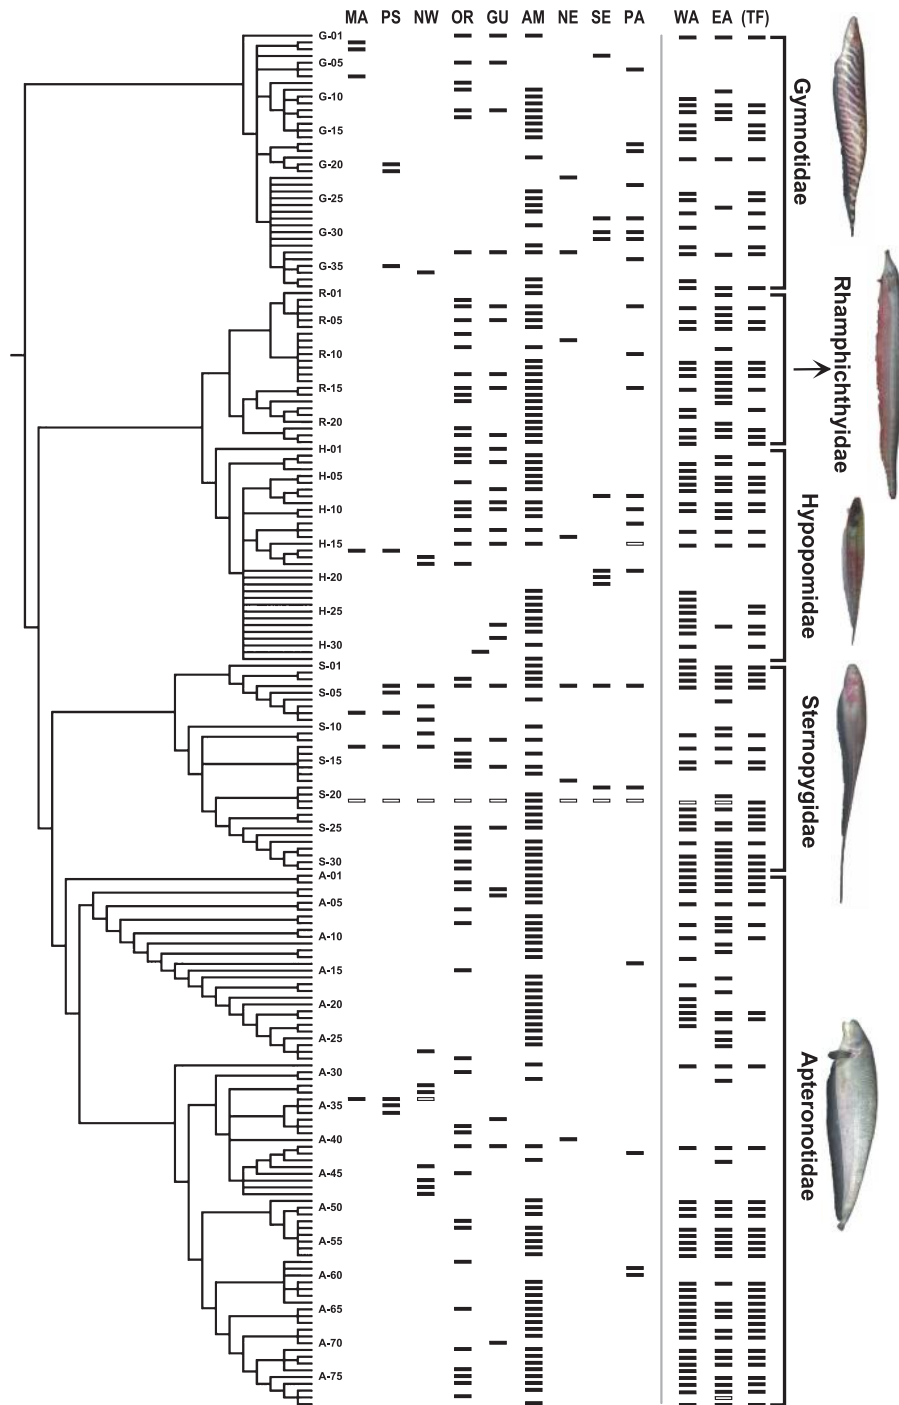 MA PS NW OR GU AM NE SE PA WA EA (TF)
G-01
G-05
G-10
G-15
G-20
G-25
G-30
G-35
R-01
R-05
R-10
R-15
R-20
H-01
H-05
H-10
H-15
H-20
H-25
H-30
S-01
S-05
S-10
S-15
S-20
S-25
S-30
A-01
A-05
A-10
A-15
A-20
A-25
A-30
A-35
A-40
A-45
A-50
A-55
A-60
A-65
A-70
A-75
Gymnotidae
Rhamphichthyidae
Hypopomidae
Sternopygidae
Apteronotidae